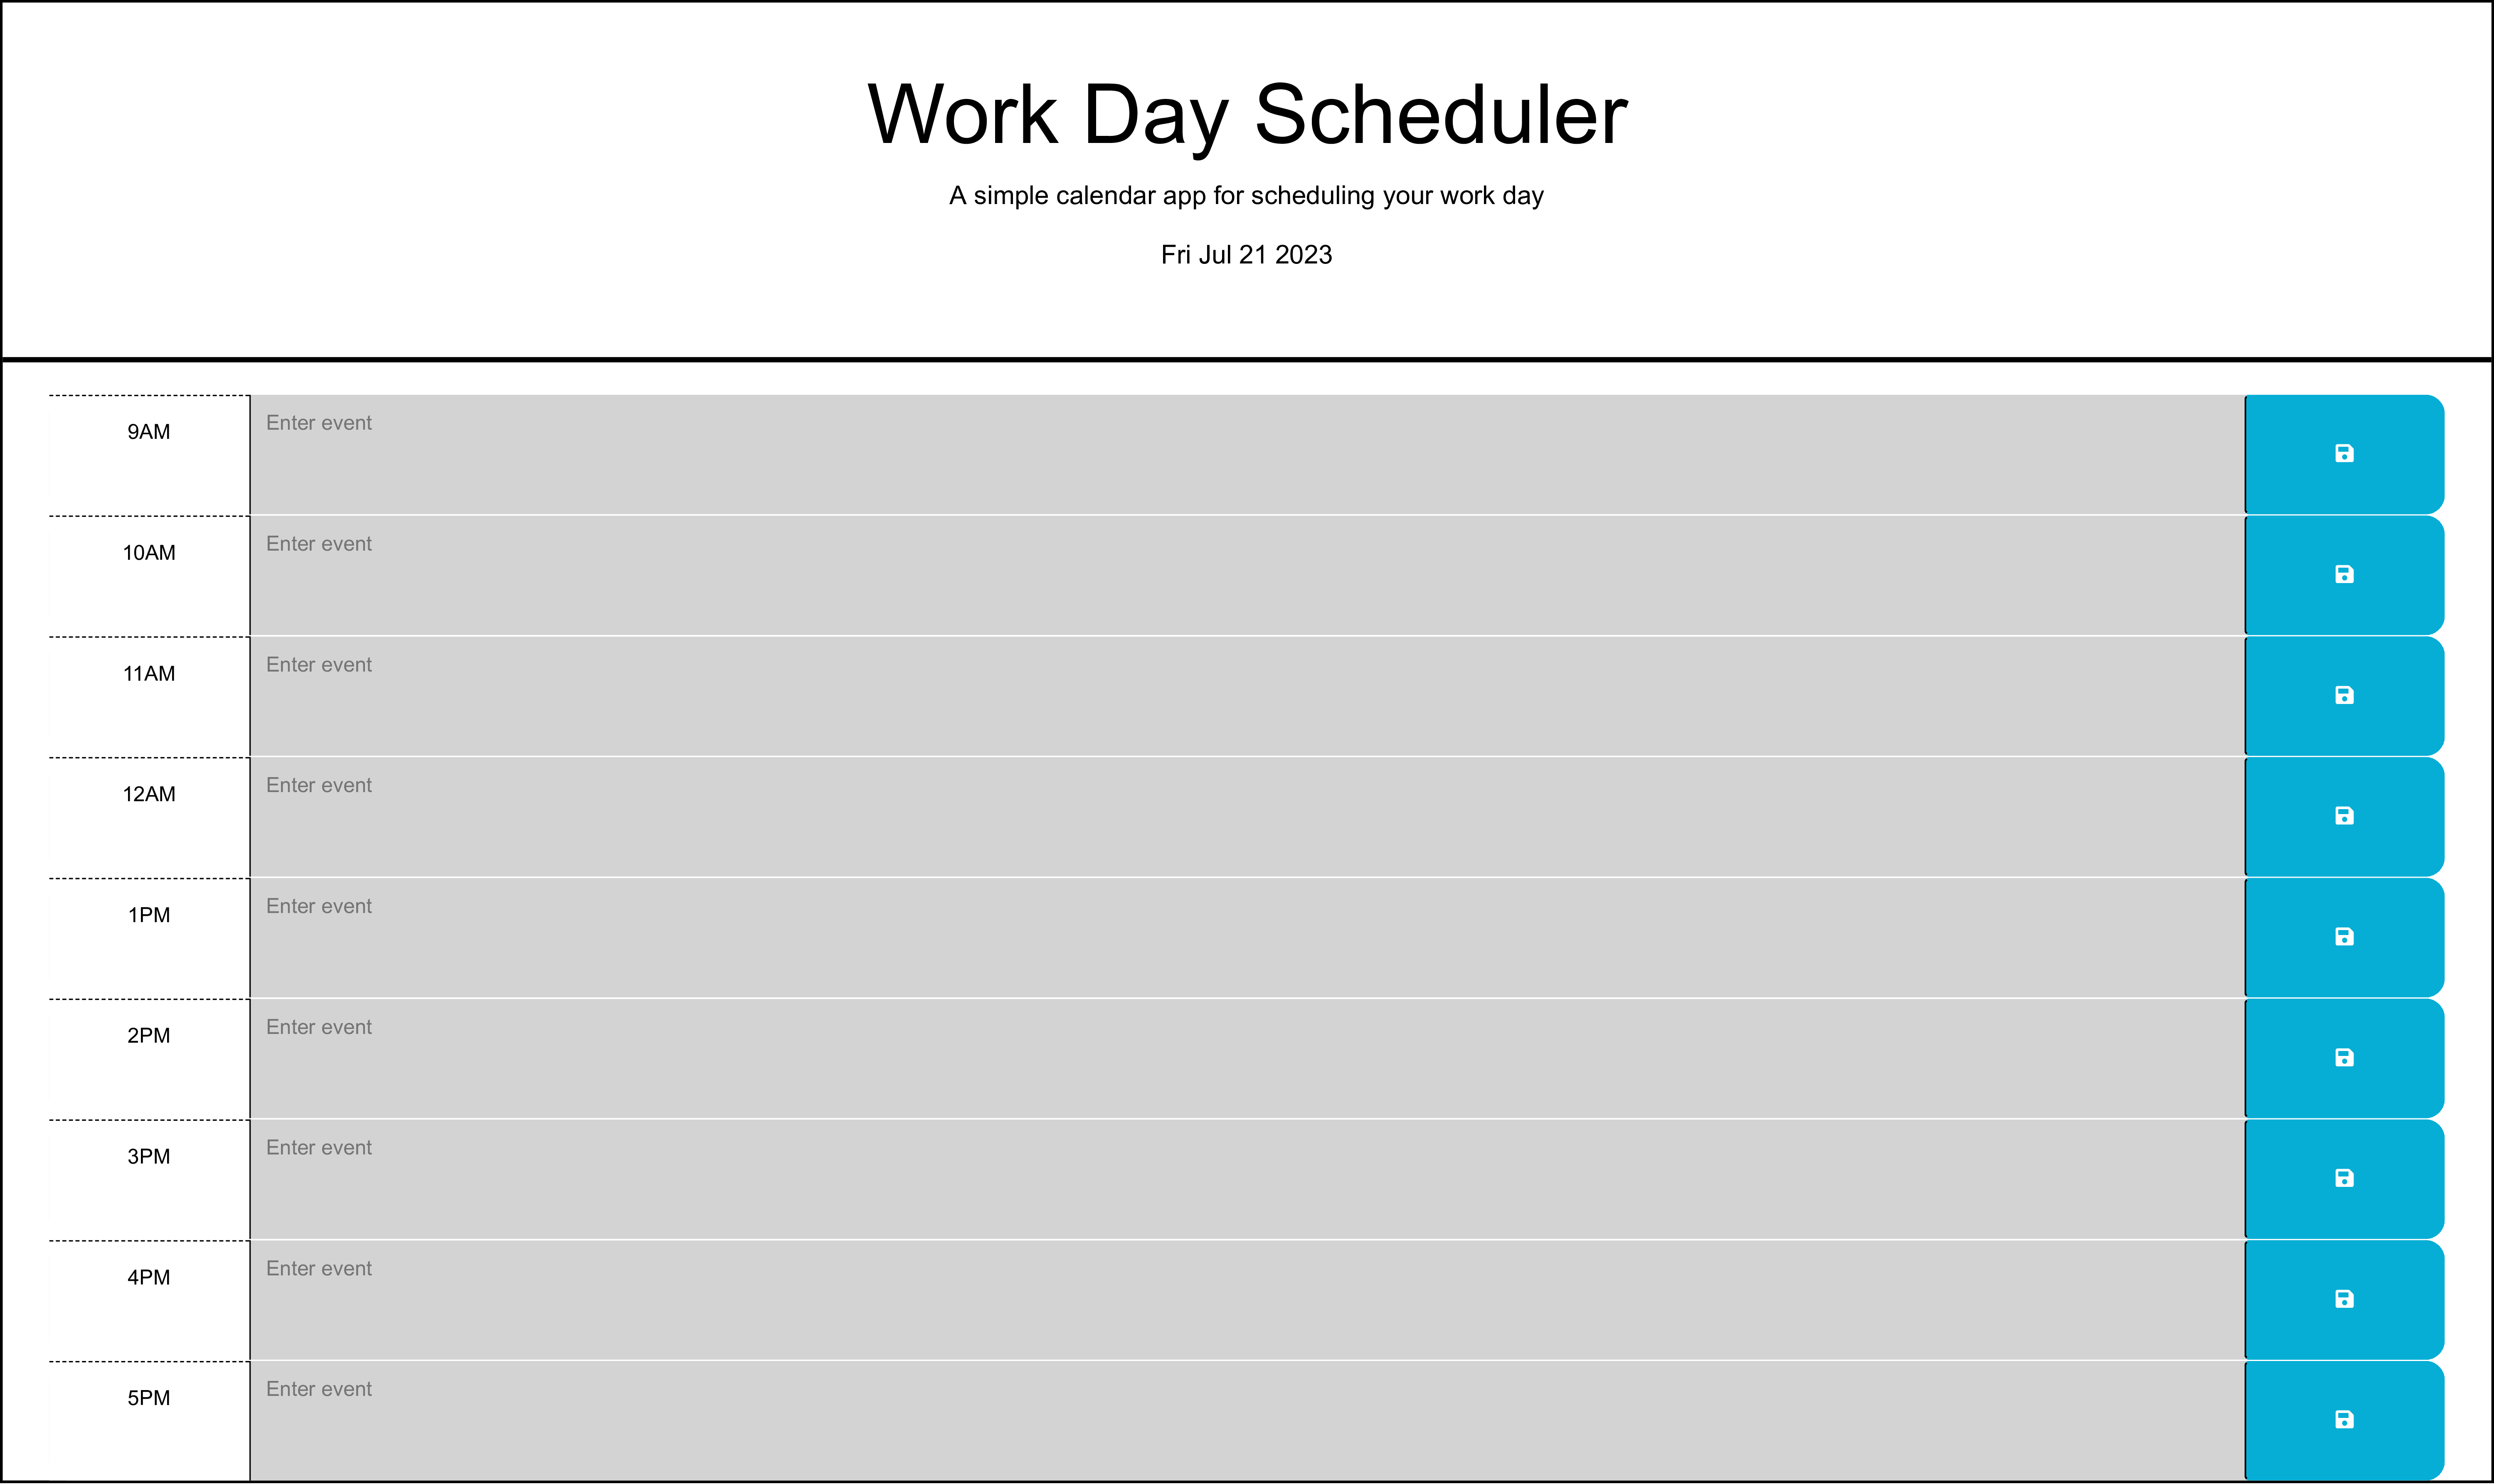 Work Day Scheduler
A simple calendar app for scheduling your work day
Fri Jul 21 2023
9AM
Enter event
10AM
Enter event
11AM
Enter event
12AM
Enter event
1PM
Enter event
2PM
Enter event
3PM
Enter event
4PM
Enter event
5PM
Enter event